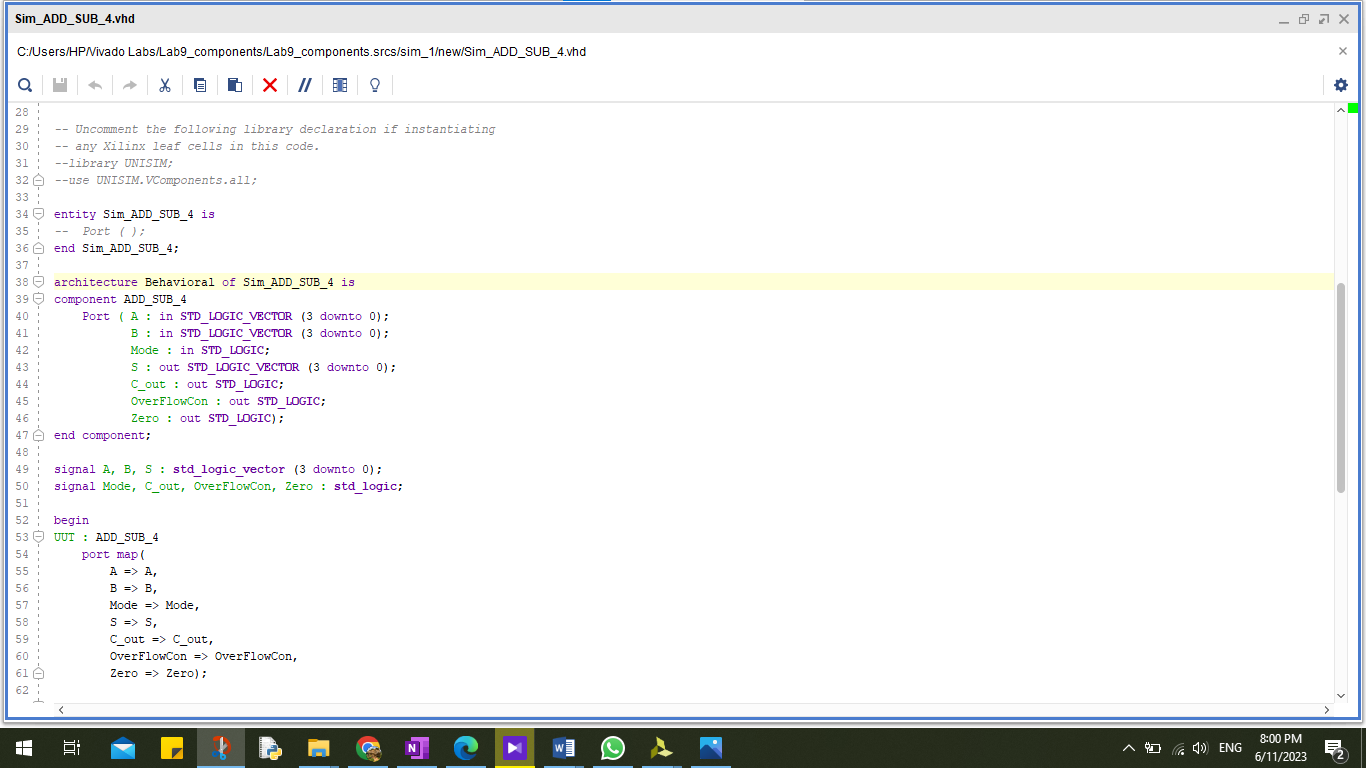 Sim_ADD_SUB_4.vhd
C:/Users/HP/Vivado Labs/Lab9_components/Lab9_components.srcs/sim_1/new/Sim_ADD_SUB_4.vhd
28
29 -- Uncomment the following library declaration if instantiating
30 -- any Xilinx leaf cells in this code.
31 --library UNISIM;
32 --use UNISIM.VComponents.all;
33
34 entity Sim_ADD_SUB_4 is
35 --  Port ( );
36 end Sim_ADD_SUB_4;
37
38 architecture Behavioral of Sim_ADD_SUB_4 is
39 component ADD_SUB_4
40     Port ( A : in STD_LOGIC_VECTOR (3 downto 0);
41            B : in STD_LOGIC_VECTOR (3 downto 0);
42            Mode : in STD_LOGIC;
43            S : out STD_LOGIC_VECTOR (3 downto 0);
44            C_out : out STD_LOGIC;
45            OverFlowCon : out STD_LOGIC;
46            Zero : out STD_LOGIC);
47 end component;
48
49 signal A, B, S : std_logic_vector (3 downto 0);
50 signal Mode, C_out, OverFlowCon, Zero : std_logic;
51
52 begin
53 UUT : ADD_SUB_4
54     port map(
55         A => A,
56         B => B,
57         Mode => Mode,
58         S => S,
59         C_out => C_out,
60         OverFlowCon => OverFlowCon,
61         Zero => Zero);
62
ENG
8:00 PM
6/11/2023
2